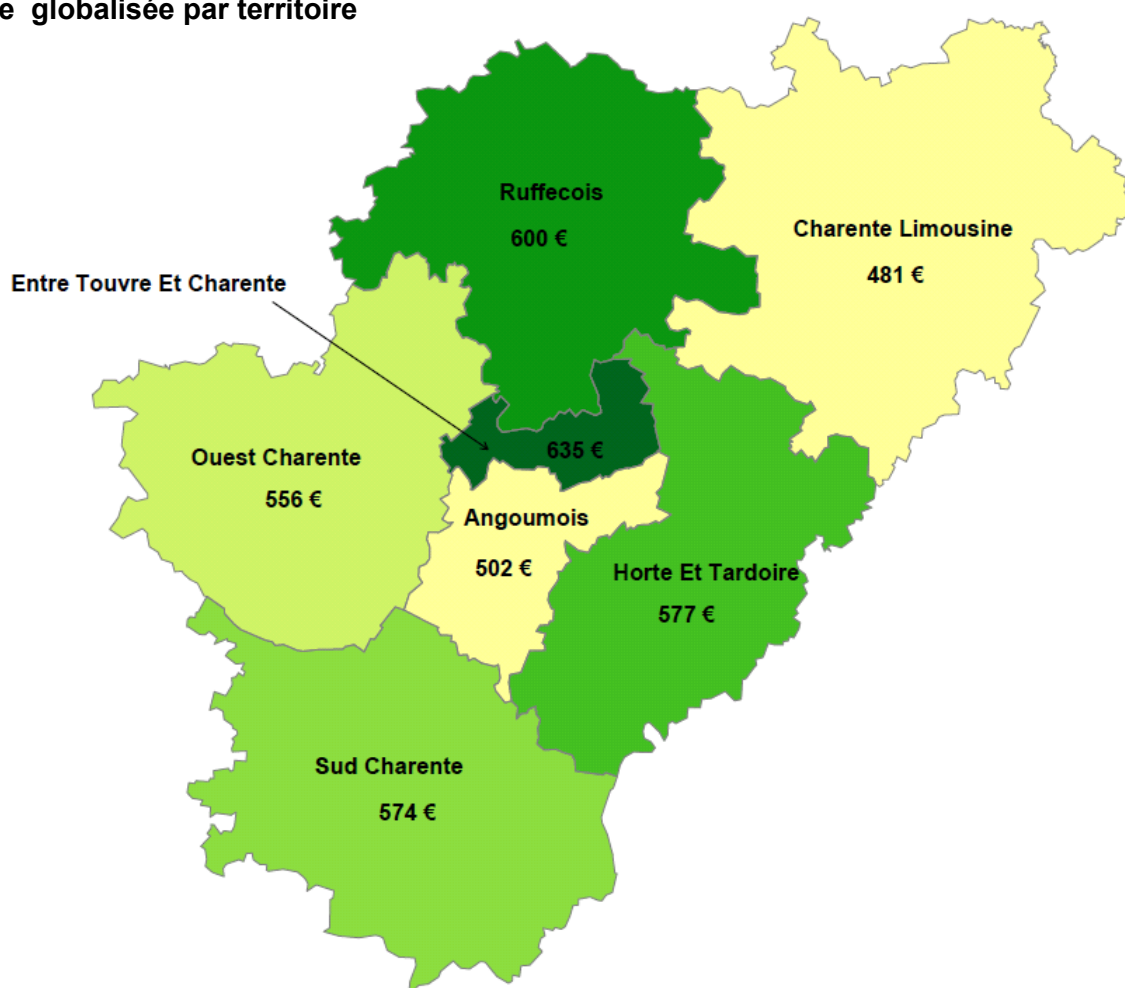 e globalisée par territoire
Ruffecois
600 €
Charente Limousine
481 €
Entre Touvre Et Charente
635 €
Ouest Charente
556 €
Angoumois
502 €
Horte Et Tardoire
577 €
Sud Charente
574 €